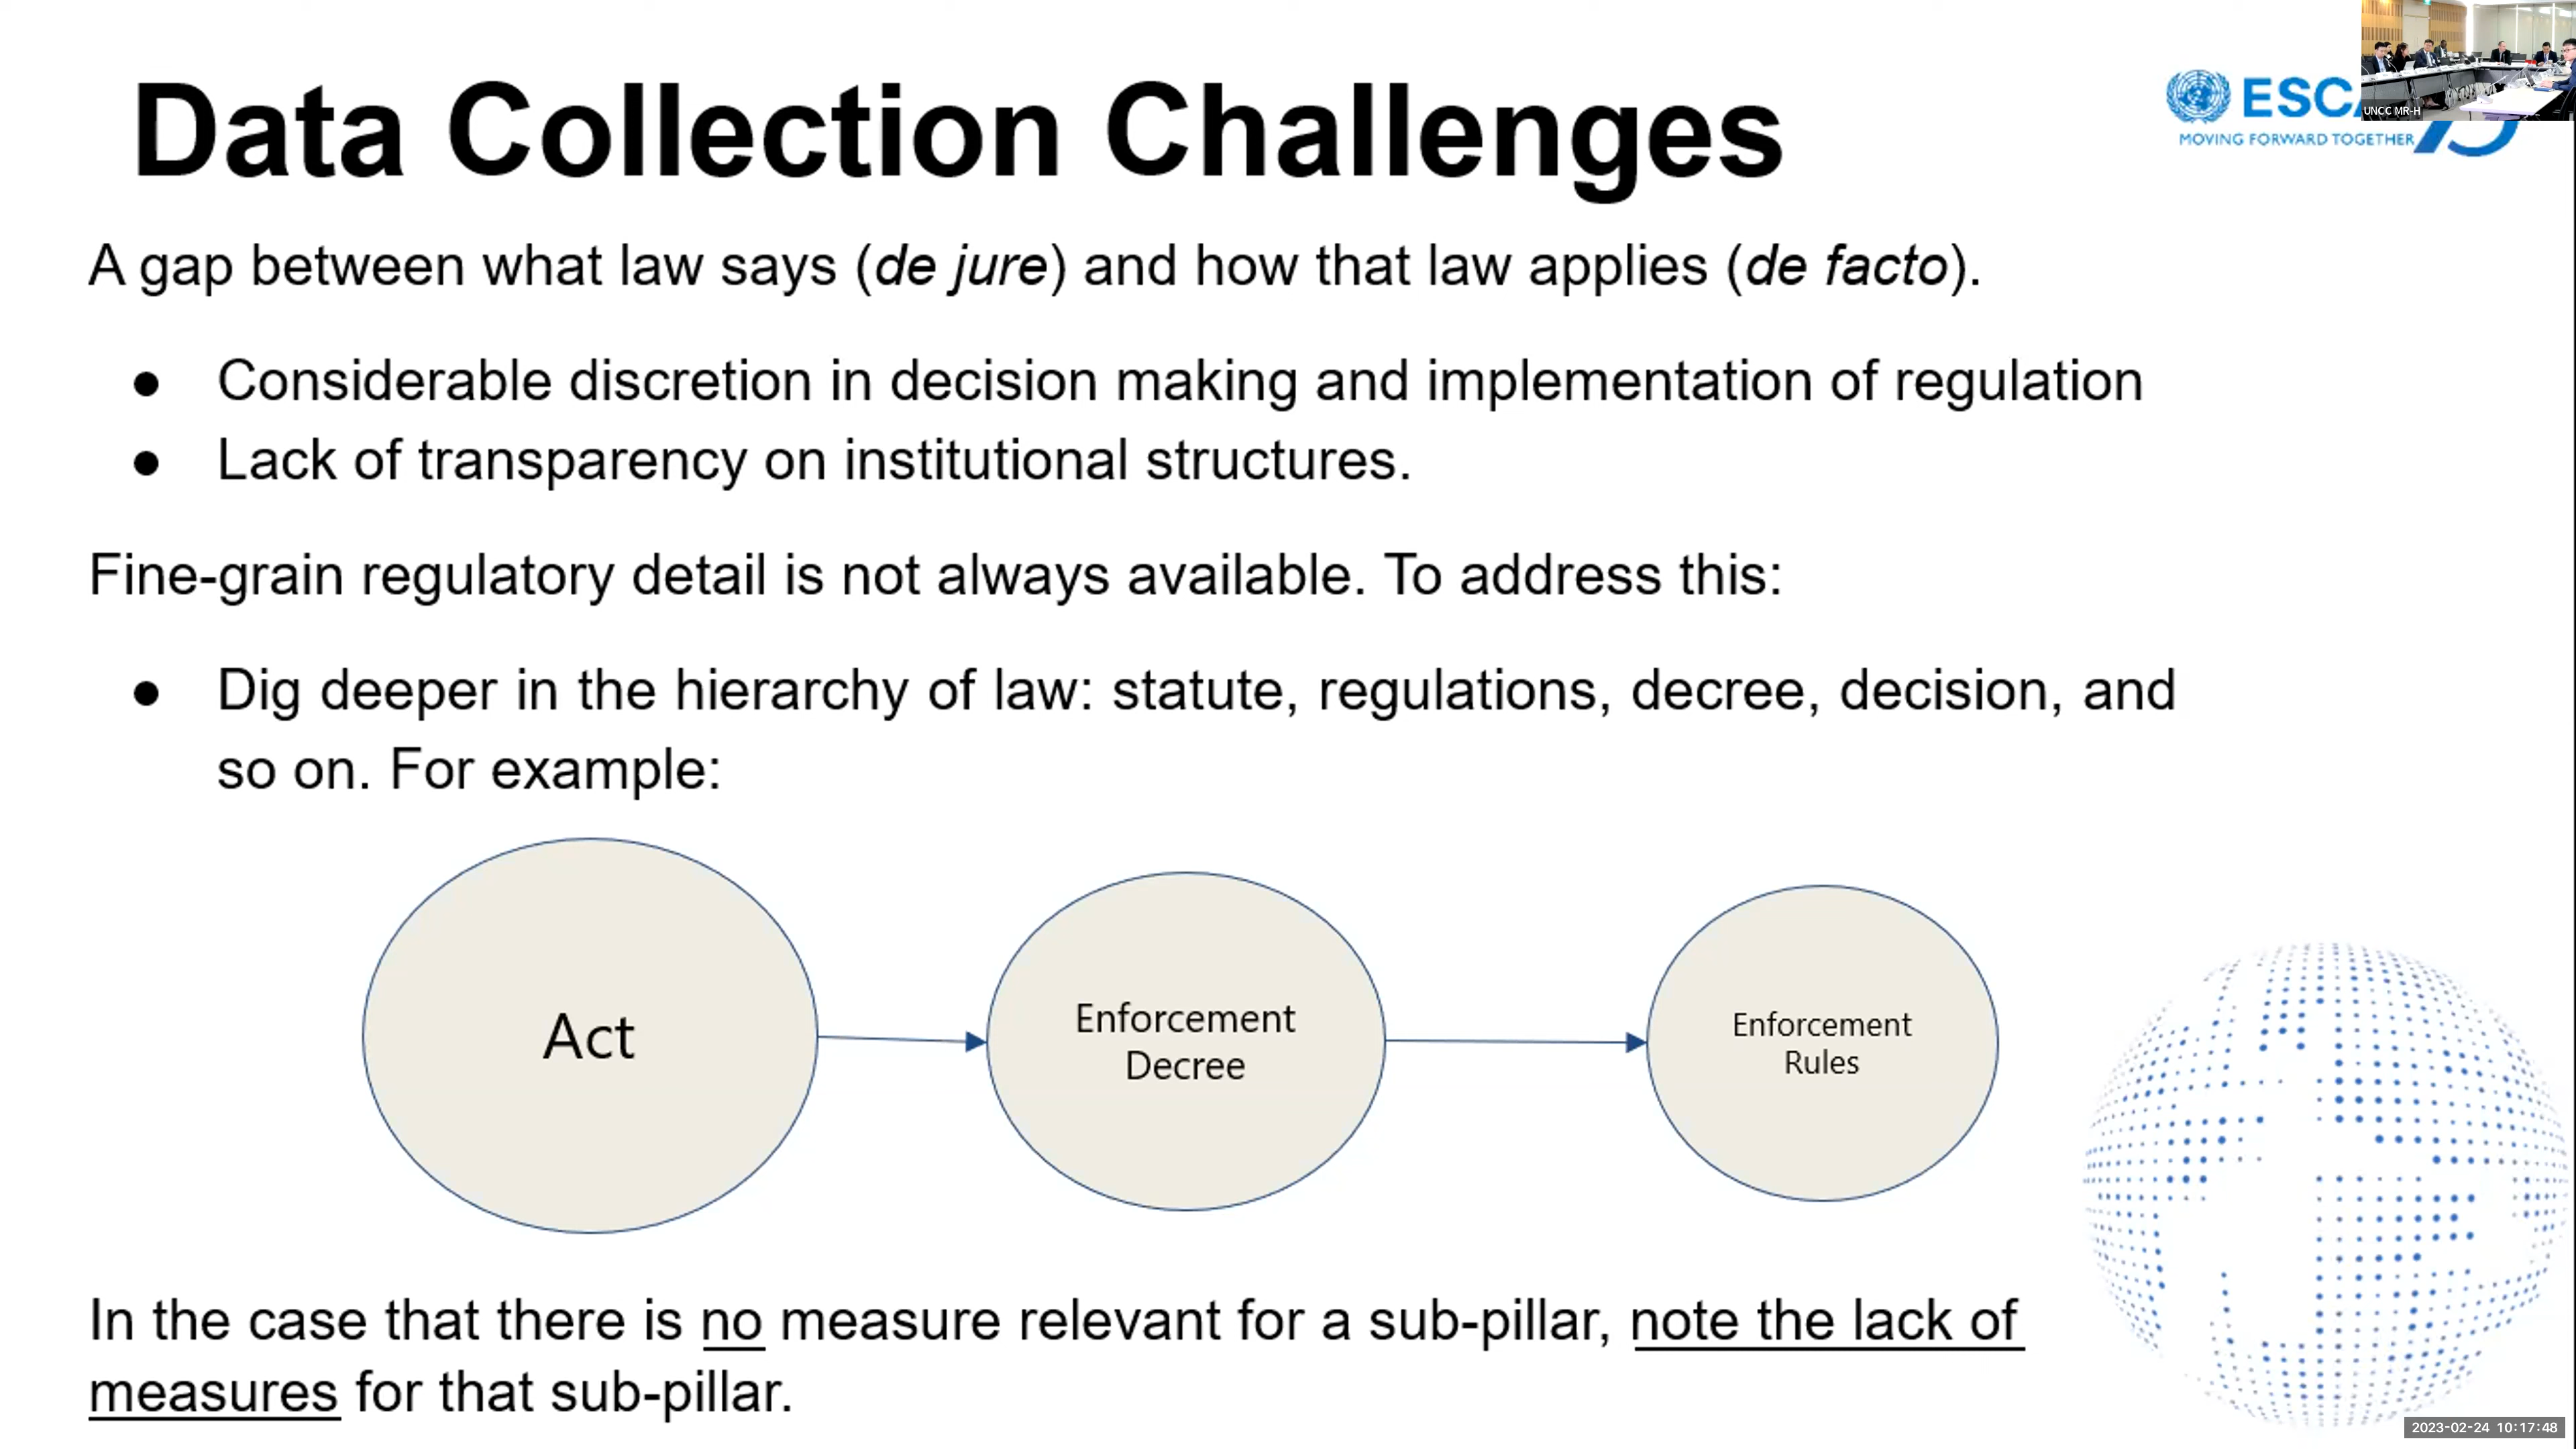 Data Collection Challenges
ESC
MOVING FORWARD TOGETHER
UNCC MR-H
A gap between what law says (de jure) and how that law applies (de facto).
● Considerable discretion in decision making and implementation of regulation
● Lack of transparency on institutional structures.
Fine-grain regulatory detail is not always available. To address this:
● Dig deeper in the hierarchy of law: statute, regulations, decree, decision, and
so on. For example:
Act
Enforcement
Decree
Enforcement
Rules
In the case that there is no measure relevant for a sub-pillar, note the lack of
measures for that sub-pillar.
2023-02-24 10:17:48